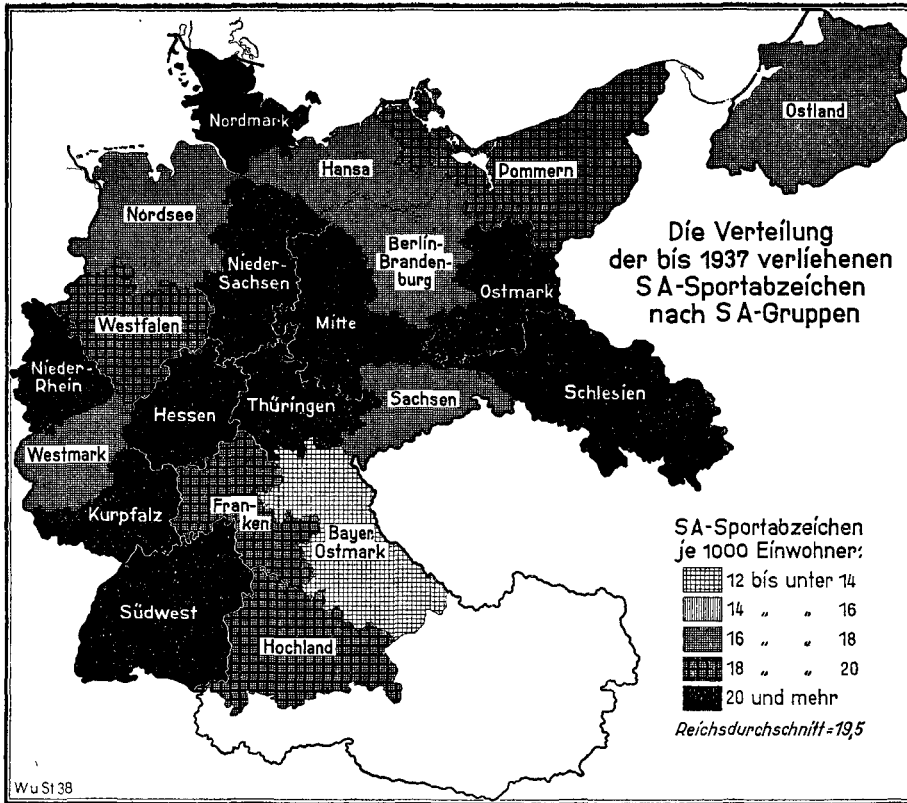 Nordmark
Ostland
Hansa
Pommern
Nordsee
Die Verteilung
der bis 1937 verliehenen
SA-Sportabzeichen
nach SA-Gruppen
Nieder-
Sachsen
Berlin-
Branden-
burg
Ostmark
Westfalen
Mitte
Nieder-
Rhein
Schlesien
Hessen
Thüringen
Sachsen
Westmark
Kurpfalz
Fran-
ken
Bayer.
Ostmark
SA-Sportabzeichen
je 1000 Einwohner:
12 bis unter 14
14 „ „ 16
16 „ „ 18
18 „ „ 20
20 und mehr
Reichsdurchschnitt=19,5
Südwest
Hochland
W u St 38